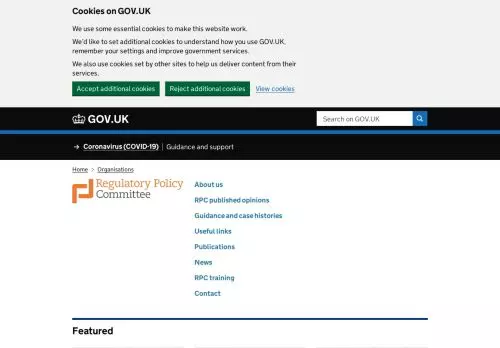 Cookies on GOV.UK
We use some essential cookies to make this website work.
We'd like to set additional cookies to understand how you use GOV.UK,
remember your settings and improve government services.
We also use cookies set by other sites to help us deliver content from their
services.
Accept additional cookies
Reject additional cookies
View cookies
GOV.UK
Search on GOV.UK
→ Coronavirus (COVID-19) | Guidance and support
Home > Organisations
Regulatory Policy
Committee
About us
RPC published opinions
Guidance and case histories
Useful links
Publications
News
RPC training
Contact
Featured